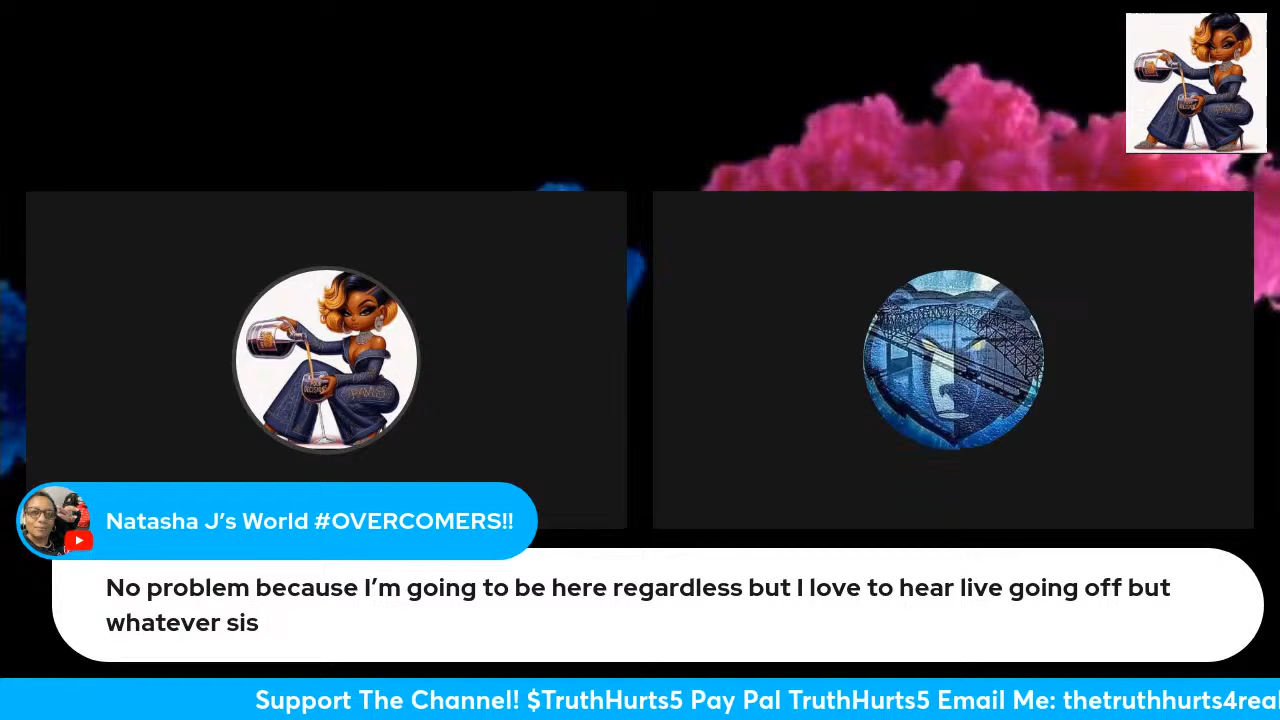 Natasha J's World #OVERCOMERS!!
No problem because I'm going to be here regardless but I love to hear live going off but
whatever sis
Support The Channel! $TruthHurts5 Pay Pal TruthHurts5 Email Me: thetruthhurts4real